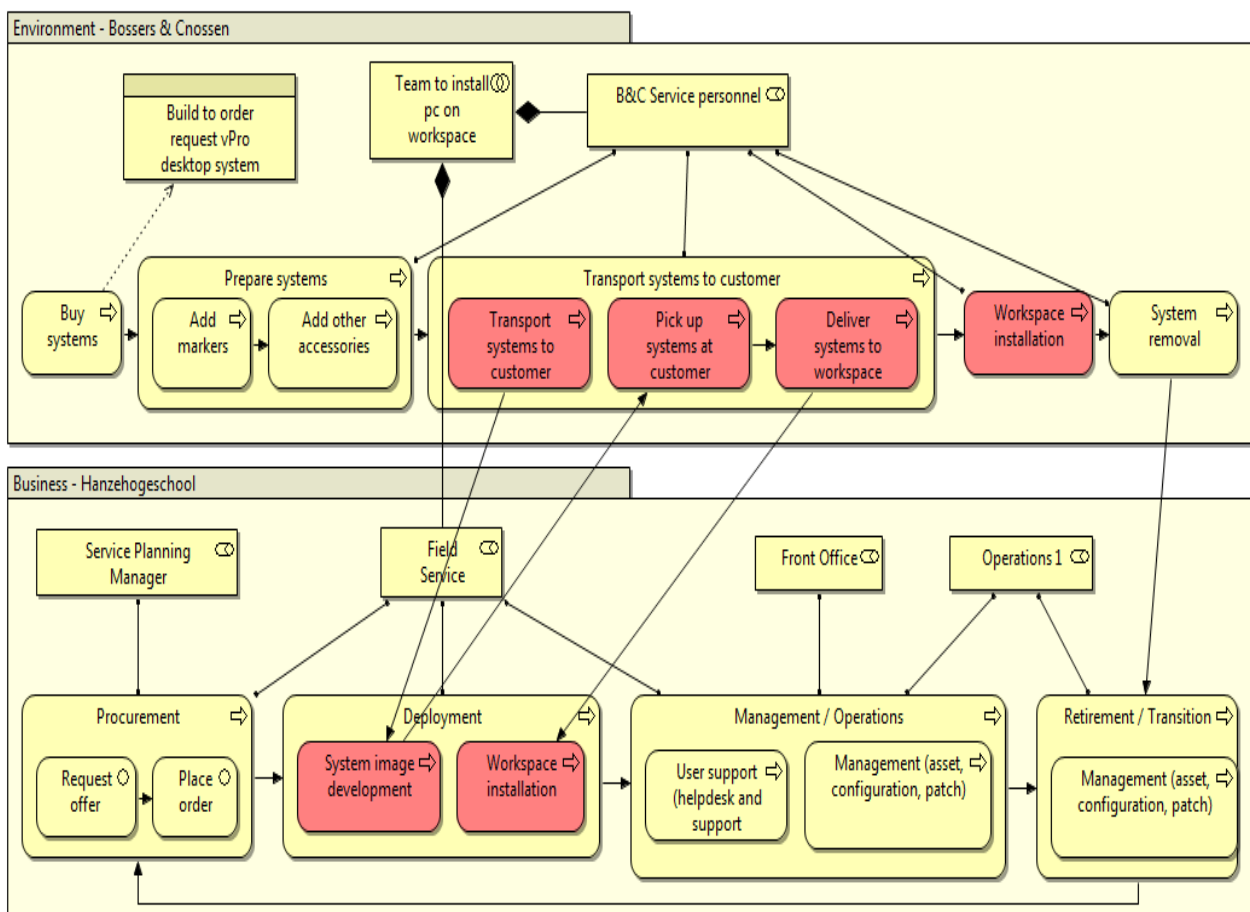 Environment - Bossers & Cnossen
Team to install
pc on
workspace
B&C Service personnel
Build to order
request vPro
desktop system
Buy
systems
Prepare systems
Add
markers
Add other
accessories
Transport systems to customer
Transport
systems to
customer
Pick up
systems at
customer
Deliver
systems to
workspace
Workspace
installation
System
removal
Business - Hanzehogeschool
Service Planning
Manager
Field
Service
Front Office
Operations 1
Procurement
Request
offer
Place
order
Deployment
System image
development
Workspace
installation
Management / Operations
User support
(helpdesk and
support
Management (asset,
configuration, patch)
Retirement / Transition
Management (asset,
configuration, patch)